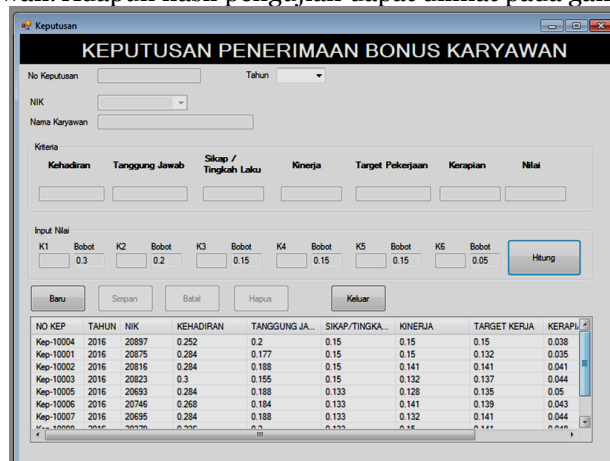 Keputusan
KEPUTUSAN PENERIMAAN BONUS KARYAWAN
No Keputusan Tahun
NIK
Nama Karyawan
Kriteria
Kehadiran Tanggung Jawab Sikap / Tingkah Laku Kinerja Target Pekerjaan Kerapian Nilai
Input Nilai
K1 Bobot K2 Bobot K3 Bobot K4 Bobot K5 Bobot K6 Bobot
0.3 0.2 0.15 0.15 0.15 0.05 Hitung
Baru Simpan Batal Hapus Keluar
NO KEP TAHUN NIK KEHADIRAN TANGGUNG JA... SIKAP/TINGKA... KINERJA TARGET KERJA KERAPI
Kep-10004 2016 20897 0.252 0.2 0.15 0.15 0.15 0.038
Kep-10001 2016 20875 0.284 0.177 0.15 0.15 0.132 0.035
Kep-10002 2016 20816 0.284 0.188 0.15 0.141 0.141 0.041
Kep-10003 2016 20823 0.3 0.155 0.15 0.132 0.137 0.044
Kep-10005 2016 20693 0.284 0.188 0.133 0.128 0.135 0.05
Kep-10006 2016 20746 0.268 0.184 0.133 0.141 0.139 0.043
Kep-10007 2016 20695 0.284 0.188 0.133 0.132 0.141 0.044